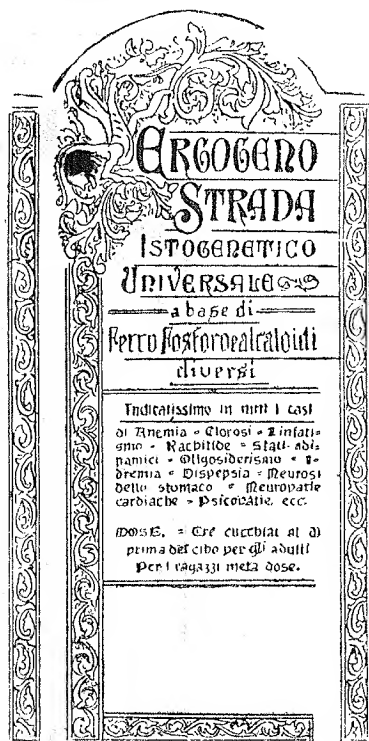 ERGOGENO
STRADA
ISTOGENETICO
UNIVERSALE
a base di
Ferro Fosforo e alcaloidi
diversi
Indicatissimo in tutti i casi
di Anemia - Clorosi - Linfati=
smo - Rachitide - Stati adi=
namici - Oligosiderismo - I=
dremia - Dispepsia - Neurosi
dello stomaco - Neuropatie
cardiache - Psicopatie, ecc.
DOSE. = Tre cucchiai al dì
prima del cibo per gli adulti
Per i ragazzi metà dose.